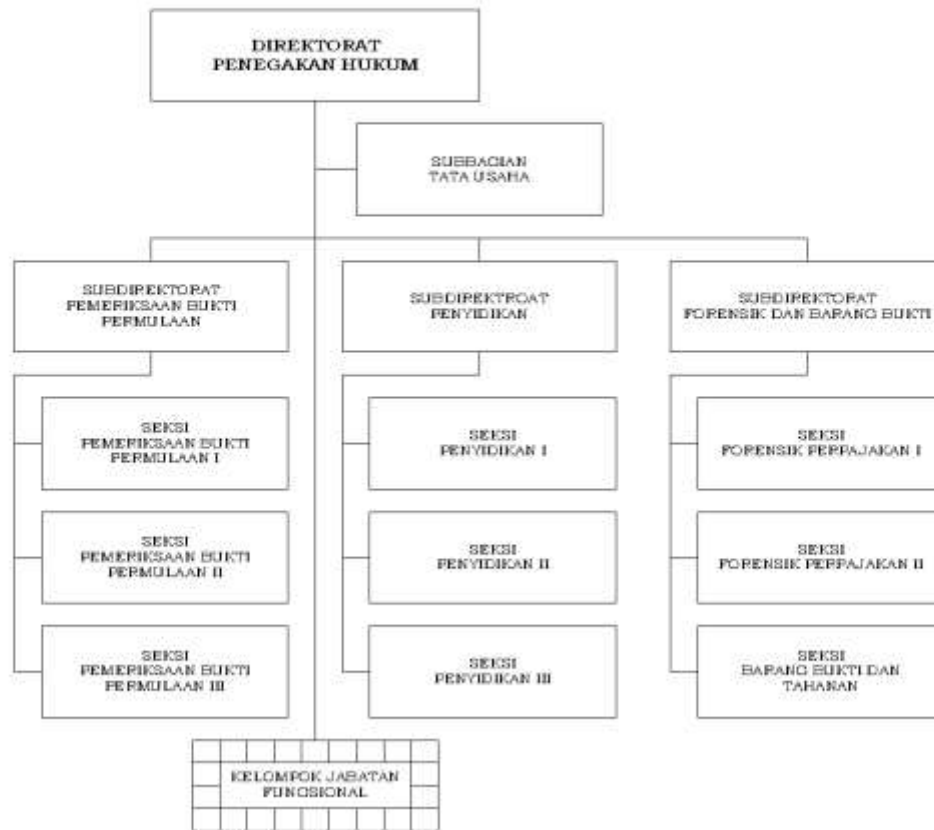 DIREKTORAT
PENEGAKAN HUKUM
SUBBAGIAN
TATA USAHA
SUBDIREKTORAT
PEMERIKSAAN BUKTI
PERMULAAN
SUBDIREKTROAT
PENYIDIKAN
SUBDIREKTORAT
FORENSIK DAN BARANG BUKTI
SEKSI
PEMERIKSAAN BUKTI
PERMULAAN I
SEKSI
PENYIDIKAN I
SEKSI
FORENSIK PERPAJAKAN I
SEKSI
PEMERIKSAAN BUKTI
PERMULAAN II
SEKSI
PENYIDIKAN II
SEKSI
FORENSIK PERPAJAKAN II
SEKSI
PEMERIKSAAN BUKTI
PERMULAAN III
SEKSI
PENYIDIKAN III
SEKSI
BARANG BUKTI DAN
TAHANAN
KELOMPOK JABATAN
FUNGSIONAL